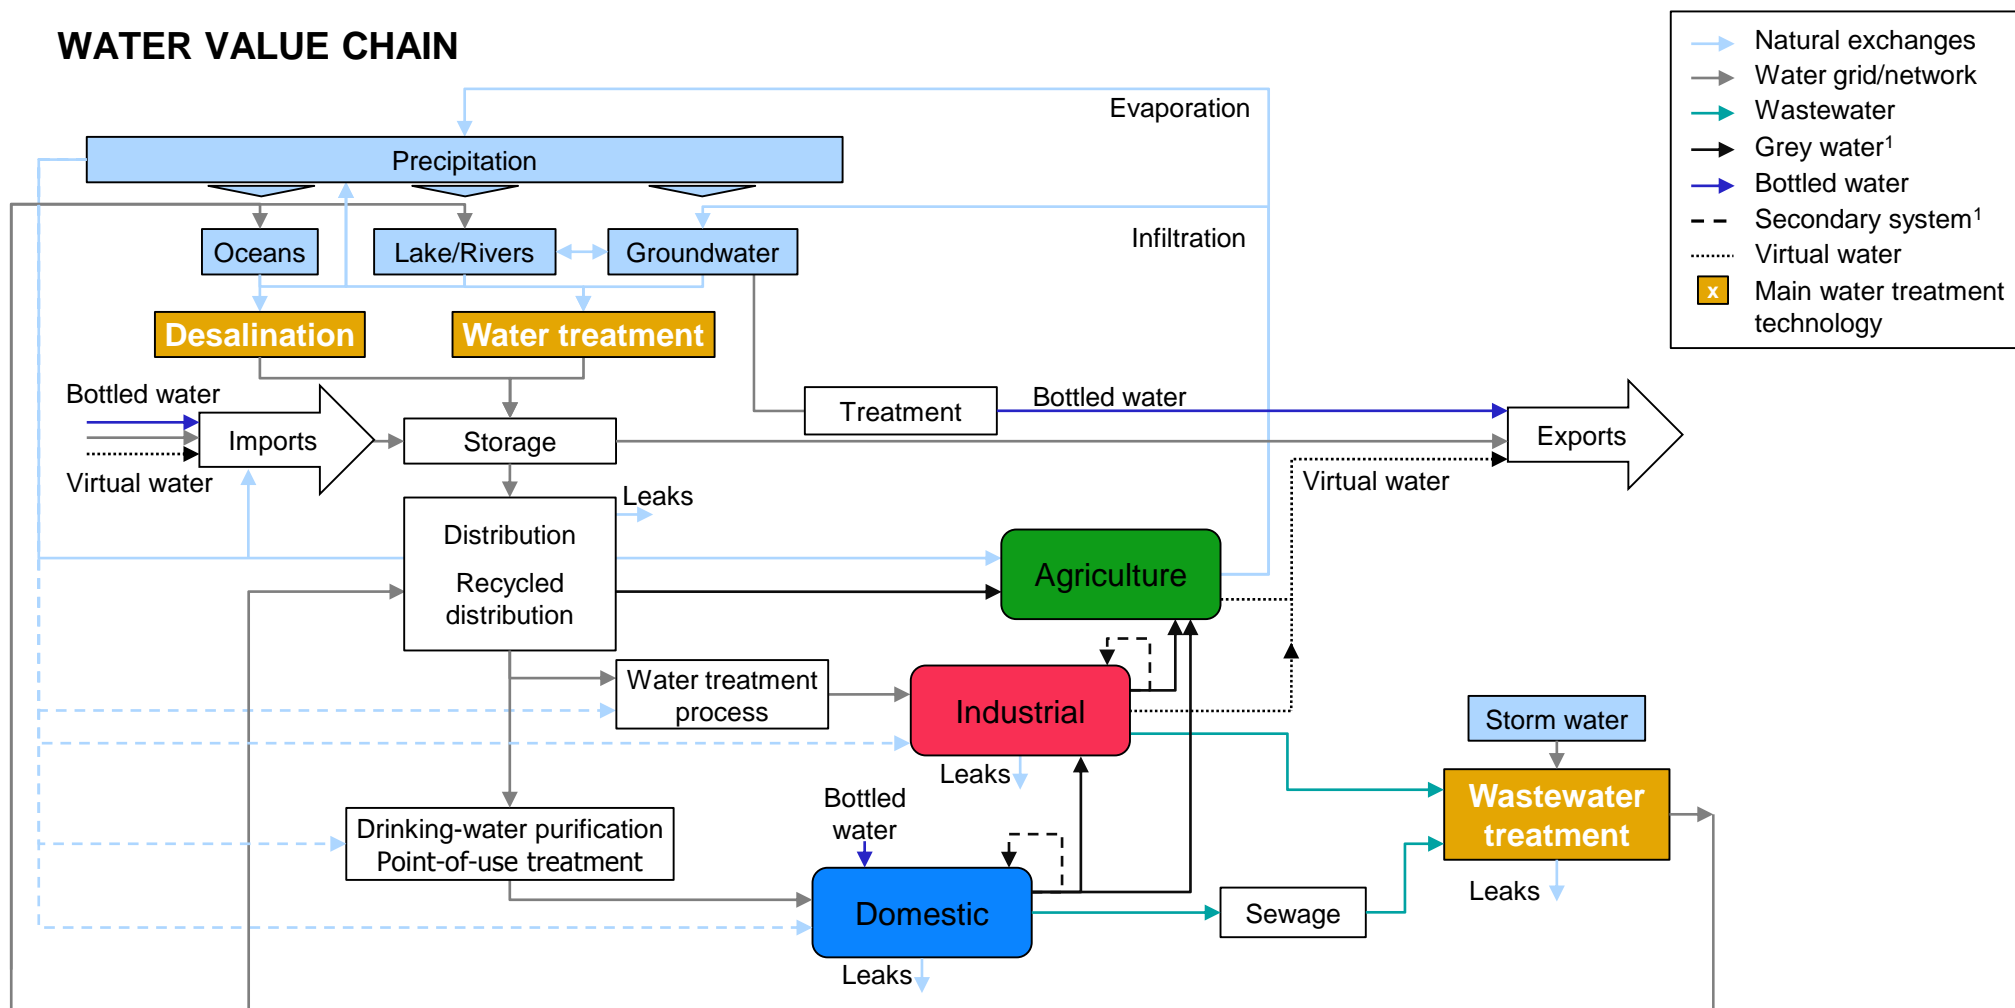 WATER VALUE CHAIN
Natural exchanges
Water grid/network
Wastewater
Grey water¹
Bottled water
Secondary system¹
Virtual water
x
Main water treatment
technology
Evaporation
Precipitation
Infiltration
Oceans
Lake/Rivers
Groundwater
Desalination
Water treatment
Bottled water
Imports
Virtual water
Storage
Treatment
Bottled water
Exports
Virtual water
Leaks
Distribution
Recycled
distribution
Agriculture
Water treatment
process
Industrial
Leaks
Storm water
Wastewater
treatment
Leaks
Bottled
water
Drinking-water purification
Point-of-use treatment
Domestic
Sewage
Leaks